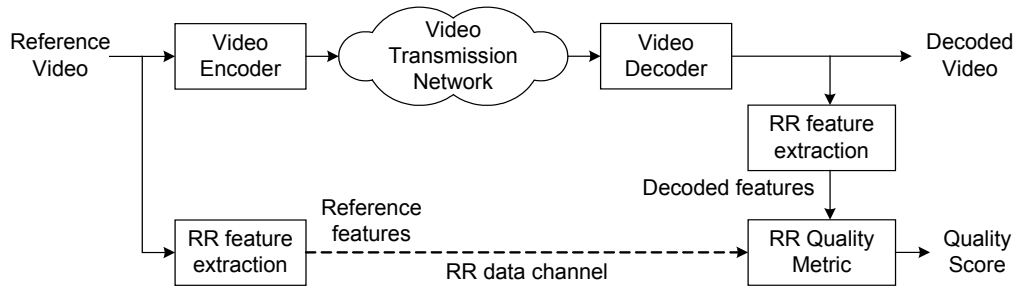 Reference
Video
Video
Encoder
Video
Transmission
Network
Video
Decoder
Decoded
Video
RR feature
extraction
Decoded features
Reference
features
RR feature
extraction
RR data channel
RR Quality
Metric
Quality
Score